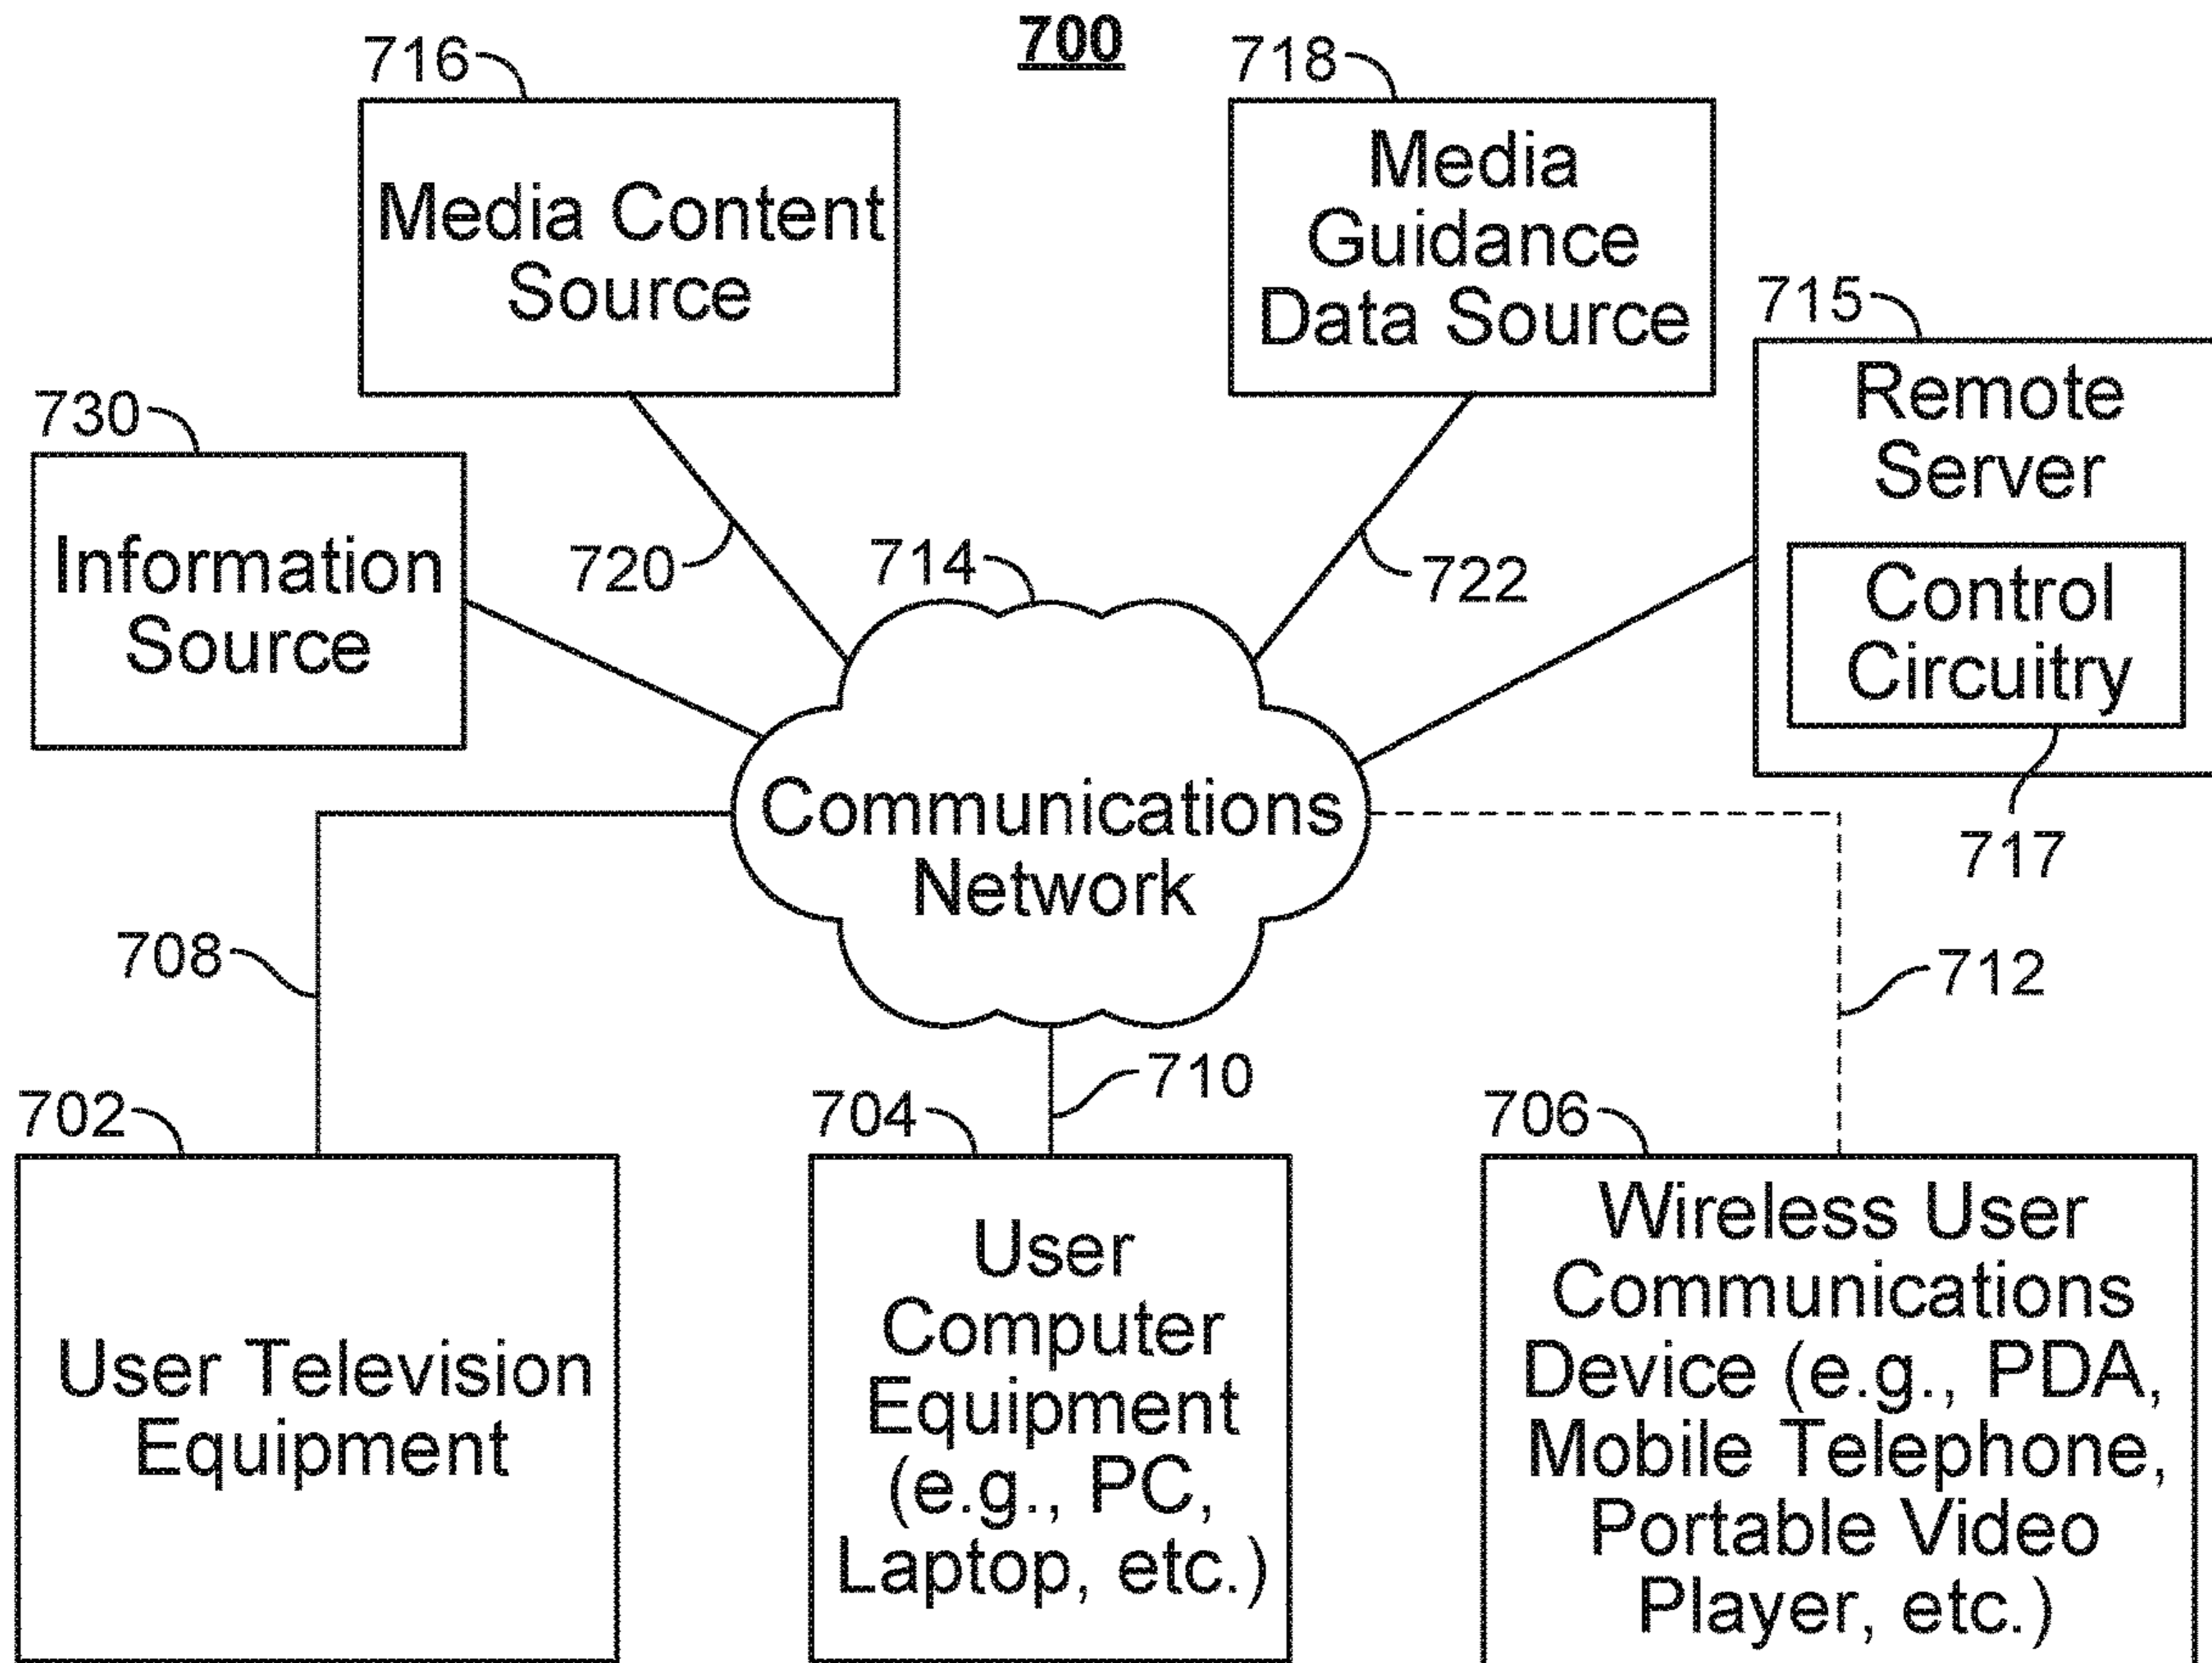 700
716
718
Media Content
Source
Media
Guidance
Data Source
715
Remote
Server
Control
Circuitry
717
730
Information
Source
720
714
722
Communications
Network
708
712
710
702
User Television
Equipment
704
User
Computer
Equipment
(e.g., PC,
Laptop, etc.)
706
Wireless User
Communications
Device (e.g., PDA,
Mobile Telephone,
Portable Video
Player, etc.)